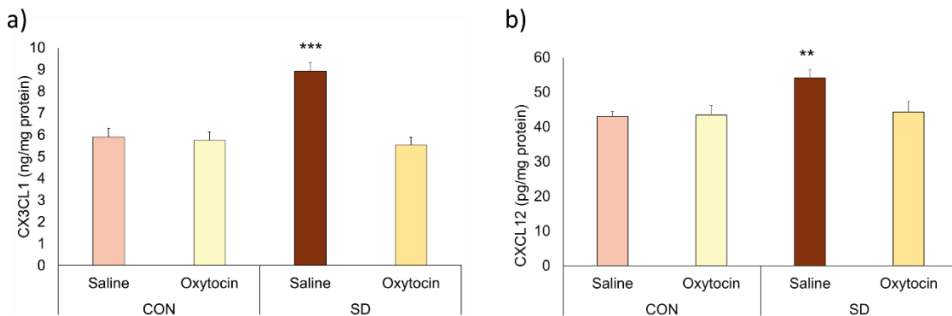 a)
CX3CL1 (ng/mg protein)
10
9
8
7
6
5
4
3
2
1
0
***
Saline Oxytocin Saline Oxytocin
CON SD
b)
CXCL12 (pg/mg protein)
60
50
40
30
20
10
0
**
Saline Oxytocin Saline Oxytocin
CON SD